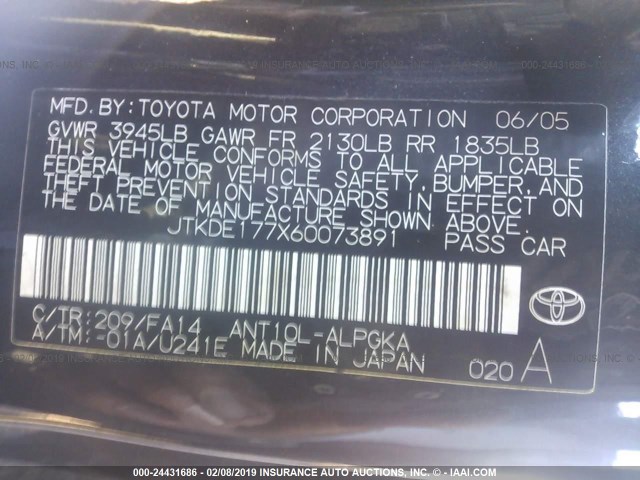 MFD.BY:TOYOTA MOTOR CORPORATION 06/05
GVWR 3945LB GAWR FR 2130LB RR 1835LB
THIS VEHICLE CONFORMS TO ALL APPLICABLE
FEDERAL MOTOR VEHICLE SAFETY,BUMPER,AND
THEFT PREVENTION STANDARDS IN EFFECT ON
THE DATE OF MANUFACTURE SHOWN ABOVE.
JTKDE177X60073891 PASS CAR
C/TR:209/FA14 ANT10L-ALPGKA
A/TM:-01A/U241E MADE IN JAPAN
020 A
000-24431686 - 02/08/2019 INSURANCE AUTO AUCTIONS, INC. © - IAAI.COM